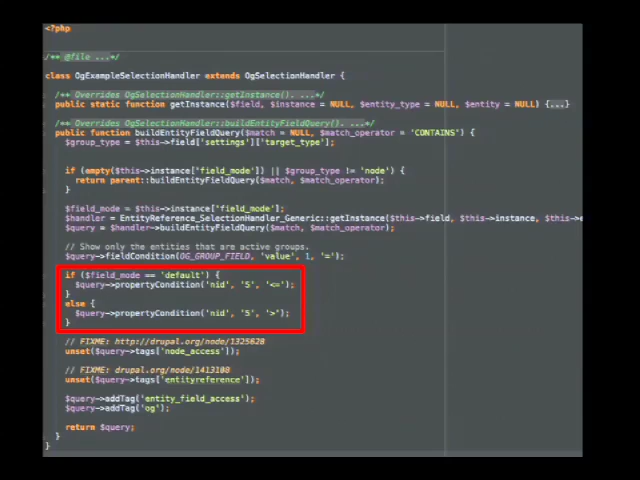 <?php
/** @file ...*/
class OgExampleSelectionHandler extends OgSelectionHandler {
/** Overrides OgSelectionHandler::getInstance(). ...*/
public static function getInstance($field, $instance = NULL, $entity_type = NULL, $entity = NULL) {...}
/** Overrides OgSelectionHandler::buildEntityFieldQuery(). ...*/
public function buildEntityFieldQuery($match = NULL, $match_operator = 'CONTAINS') {
$group_type = $this->field['settings']['target_type'];
if (empty($this->instance['field_mode']) || $group_type != 'node') {
return parent::buildEntityFieldQuery($match, $match_operator);
}
$field_mode = $this->instance['field_mode'];
$handler = EntityReference_SelectionHandler_Generic::getInstance($this->field, $this->instance, $this->e
$query = $handler->buildEntityFieldQuery($match, $match_operator);
// Show only the entities that are active groups.
$query->fieldCondition(OG_GROUP_FIELD, 'value', 1, '=');
if ($field_mode == 'default') {
$query->propertyCondition('nid', '5', '<=');
}
else {
$query->propertyCondition('nid', '5', '>');
}
// FIXME: http://drupal.org/node/1325628
unset($query->tags['node_access']);
// FIXME: drupal.org/node/1413108
unset($query->tags['entityreference']);
$query->addTag('entity_field_access');
$query->addTag('og');
return $query;
}
}